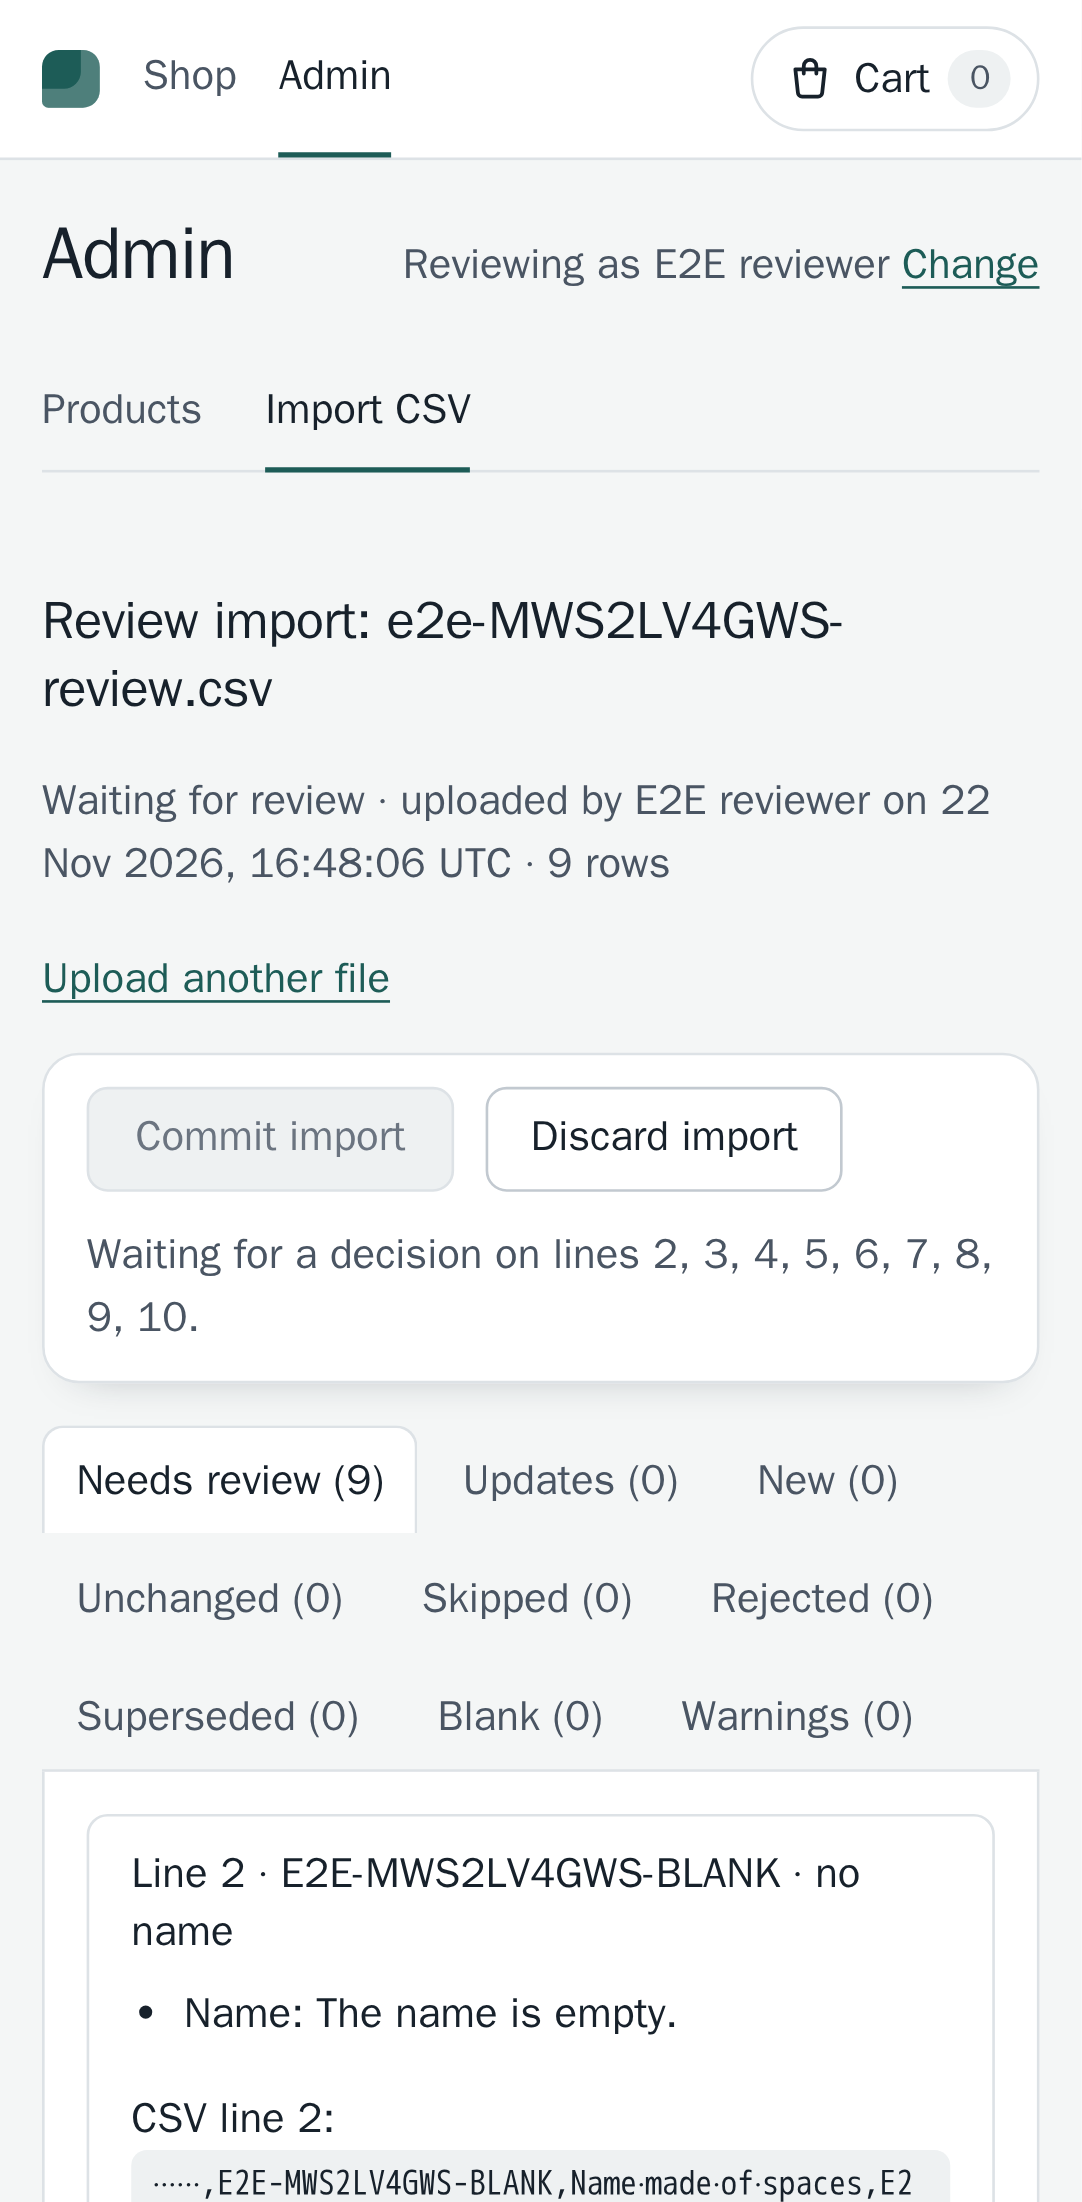 Shop Admin Cart 0
Admin Reviewing as E2E reviewer Change
Products Import CSV
Review import: e2e-MWS2LV4GWS-
review.csv
Waiting for review · uploaded by E2E reviewer on 22
Nov 2026, 16:48:06 UTC · 9 rows
Upload another file
Commit import Discard import
Waiting for a decision on lines 2, 3, 4, 5, 6, 7, 8,
9, 10.
Needs review (9) Updates (0) New (0)
Unchanged (0) Skipped (0) Rejected (0)
Superseded (0) Blank (0) Warnings (0)
Line 2 · E2E-MWS2LV4GWS-BLANK · no
name
• Name: The name is empty.
CSV line 2:
······,E2E-MWS2LV4GWS-BLANK,Name·made·of·spaces,E2